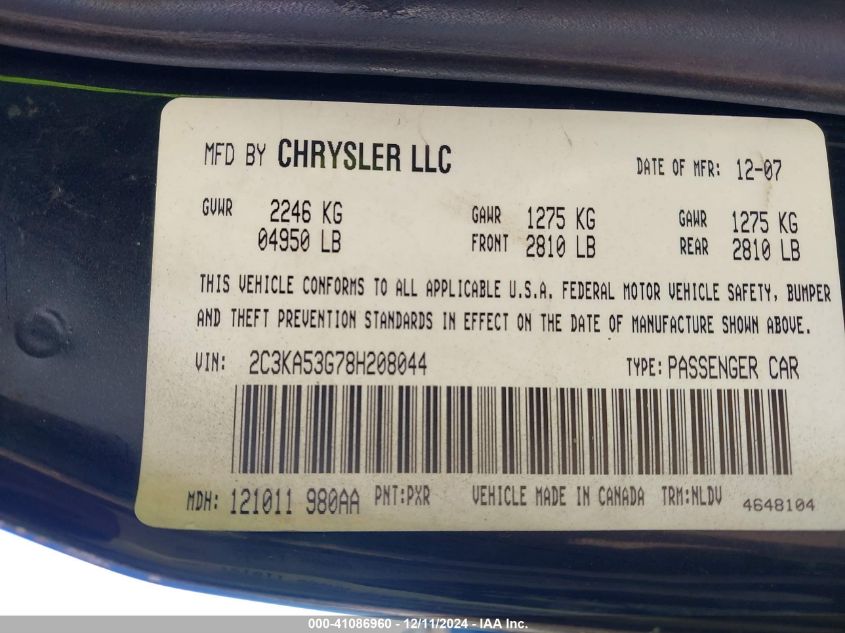 MFD BY CHRYSLER LLC DATE OF MFR: 12-07
GVWR 2246 KG GAWR 1275 KG GAWR 1275 KG
04950 LB FRONT 2810 LB REAR 2810 LB
THIS VEHICLE CONFORMS TO ALL APPLICABLE U.S.A. FEDERAL MOTOR VEHICLE SAFETY, BUMPER
AND THEFT PREVENTION STANDARDS IN EFFECT ON THE DATE OF MANUFACTURE SHOWN ABOVE.
VIN: 2C3KA53G78H208044 TYPE: PASSENGER CAR
MDH: 121011 980AA PNT:PXR VEHICLE MADE IN CANADA TRM:NLDV 4648104
000-41086960 - 12/11/2024 - IAA Inc.